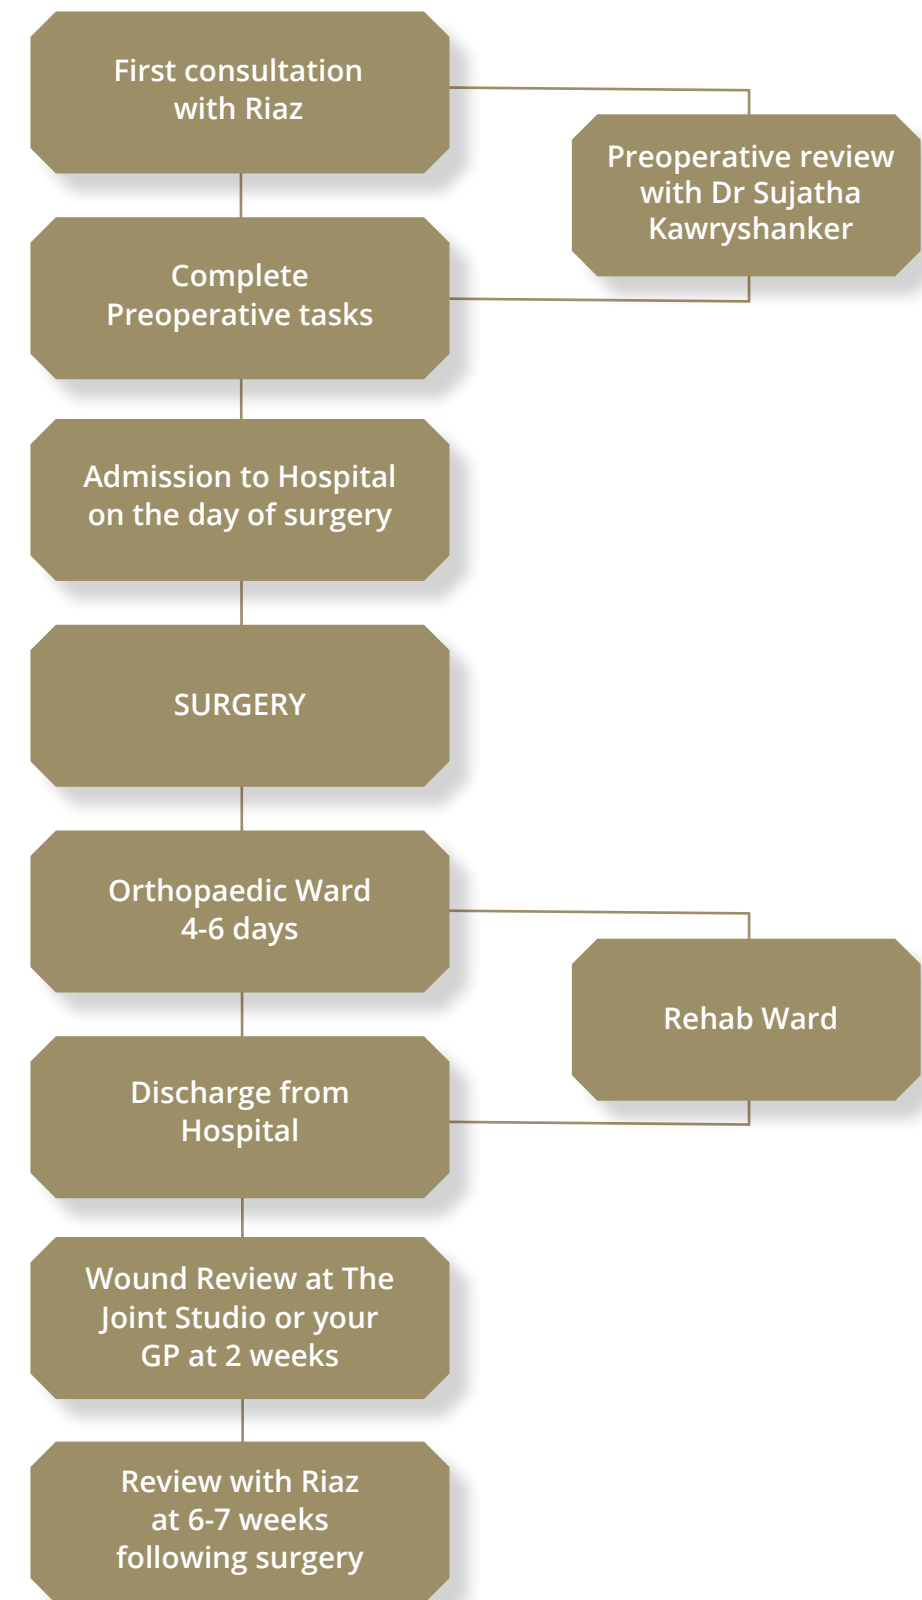 First consultation
with Riaz
Preoperative review
with Dr Sujatha
Kawryshanker
Complete
Preoperative tasks
Admission to Hospital
on the day of surgery
SURGERY
Orthopaedic Ward
4-6 days
Rehab Ward
Discharge from
Hospital
Wound Review at The
Joint Studio or your
GP at 2 weeks
Review with Riaz
at 6-7 weeks
following surgery